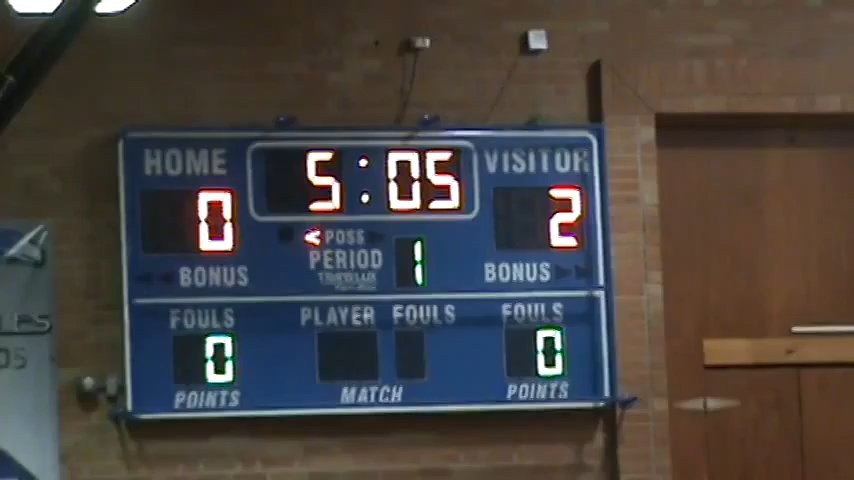 HOME 5:05 VISITOR
0 2
< POSS
PERIOD 1
BONUS BONUS
FOULS PLAYER FOULS FOULS
0 0
POINTS MATCH POINTS